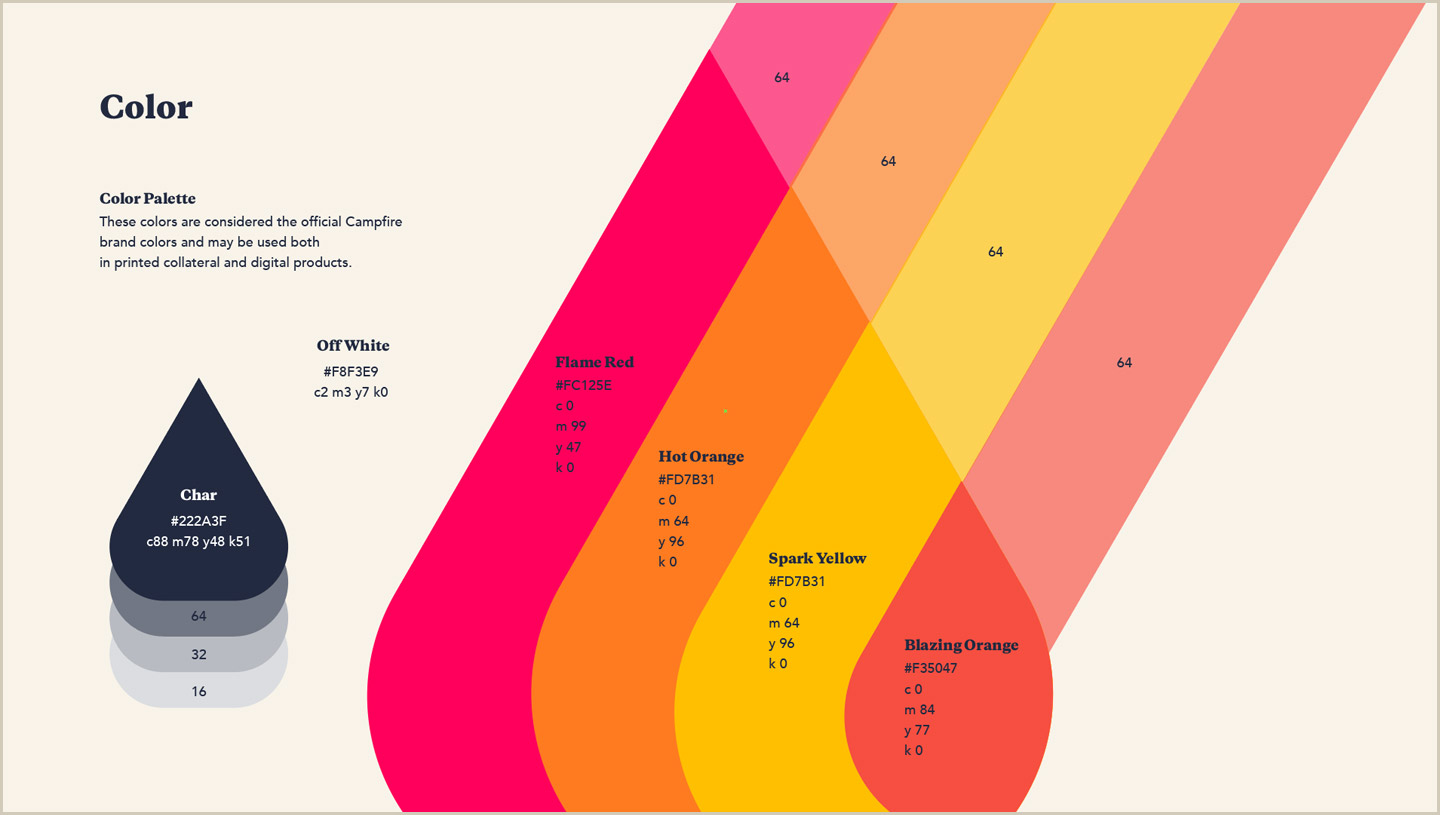 Color
Color Palette
These colors are considered the official Campfire
brand colors and may be used both
in printed collateral and digital products.
Off White
#F8F3E9
c2 m3 y7 k0
Char
#222A3F
c88 m78 y48 k51
64
32
16
Flame Red
#FC125E
c 0
m 99
y 47
k 0
Hot Orange
#FD7B31
c 0
m 64
y 96
k 0
Spark Yellow
#FD7B31
c 0
m 64
y 96
k 0
Blazing Orange
#F35047
c 0
m 84
y 77
k 0
64
64
64
64